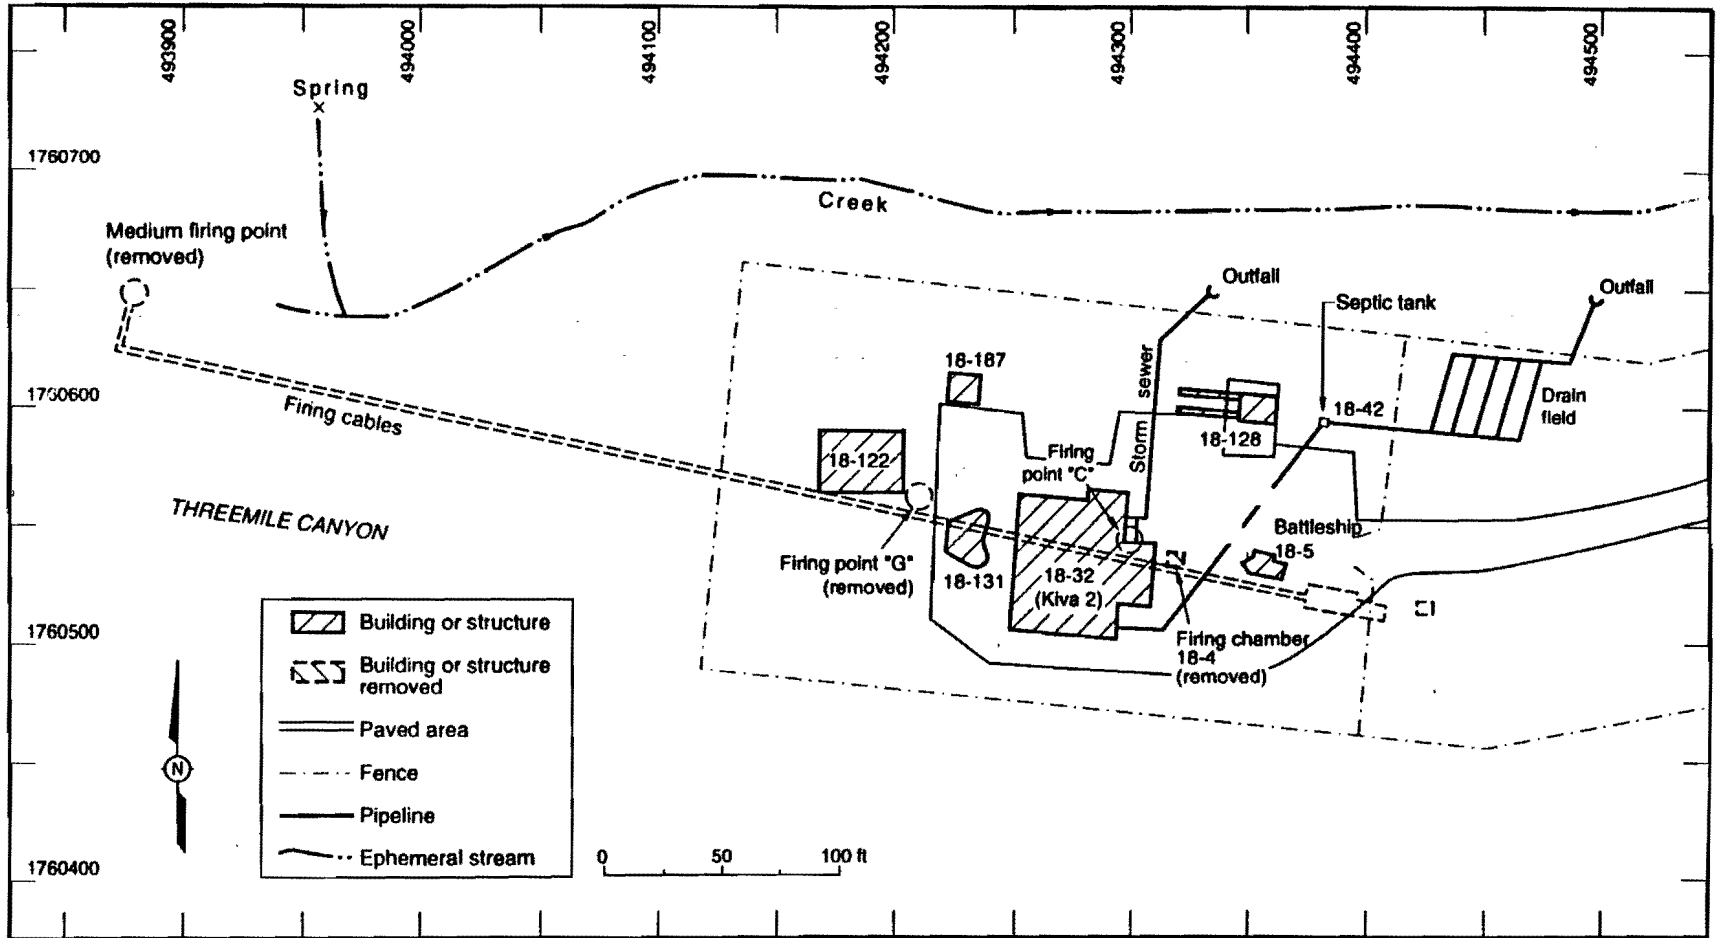 493900
494000
494100
494200
494300
494400
494500
Spring
1760700
Creek
Medium firing point
(removed)
Outfall
Septic tank
Outfall
18-187
Storm sewer
1760600
Firing cables
18-42
Drain
field
18-128
Firing
point "C"
18-122
THREEMILE CANYON
Battleship
18-5
Firing point "G"
(removed)
18-131
18-32
(Kiva 2)
1760500
Firing chamber
18-4
(removed)
Building or structure
Building or structure
removed
Paved area
Fence
Pipeline
Ephemeral stream
N
0 50 100 ft
1760400